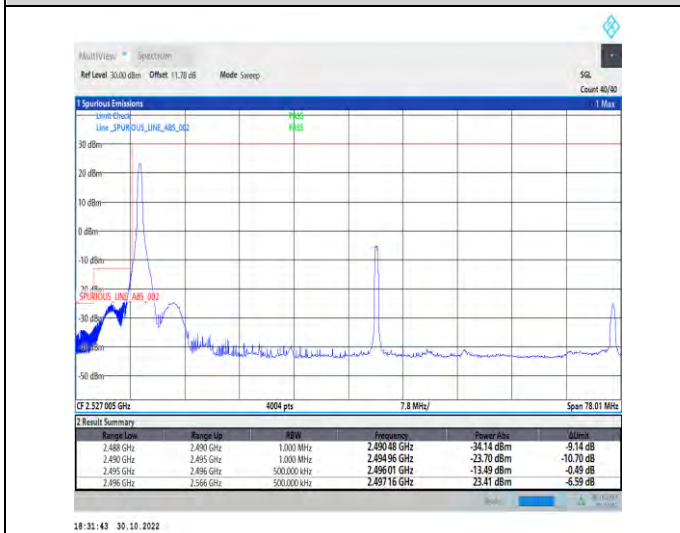 MultiView Spectrum
Ref Level 30.00 dBm Offset 11.78 dB Mode Sweep SGL
Count 40/40
1 Spurious Emissions 1 Max
Limit Check PASS
Line _SPURIOUS_LINE_ABS_002 PASS
30 dBm
20 dBm
10 dBm
0 dBm
-10 dBm
-20 dBm
SPURIOUS_LINE_ABS_002
-30 dBm
-40 dBm
-50 dBm
CF 2.527 005 GHz 4004 pts 7.8 MHz/ Span 78.01 MHz
2 Result Summary
Range Low Range Up RBW Frequency Power Abs ΔLimit
2.488 GHz 2.490 GHz 1.000 MHz 2.490 48 GHz -34.14 dBm -9.14 dB
2.490 GHz 2.495 GHz 1.000 MHz 2.494 96 GHz -23.70 dBm -10.70 dB
2.495 GHz 2.496 GHz 500.000 kHz 2.496 01 GHz -13.49 dBm -0.49 dB
2.496 GHz 2.566 GHz 500.000 kHz 2.497 16 GHz 23.41 dBm -6.59 dB
18:31:43 30.10.2022